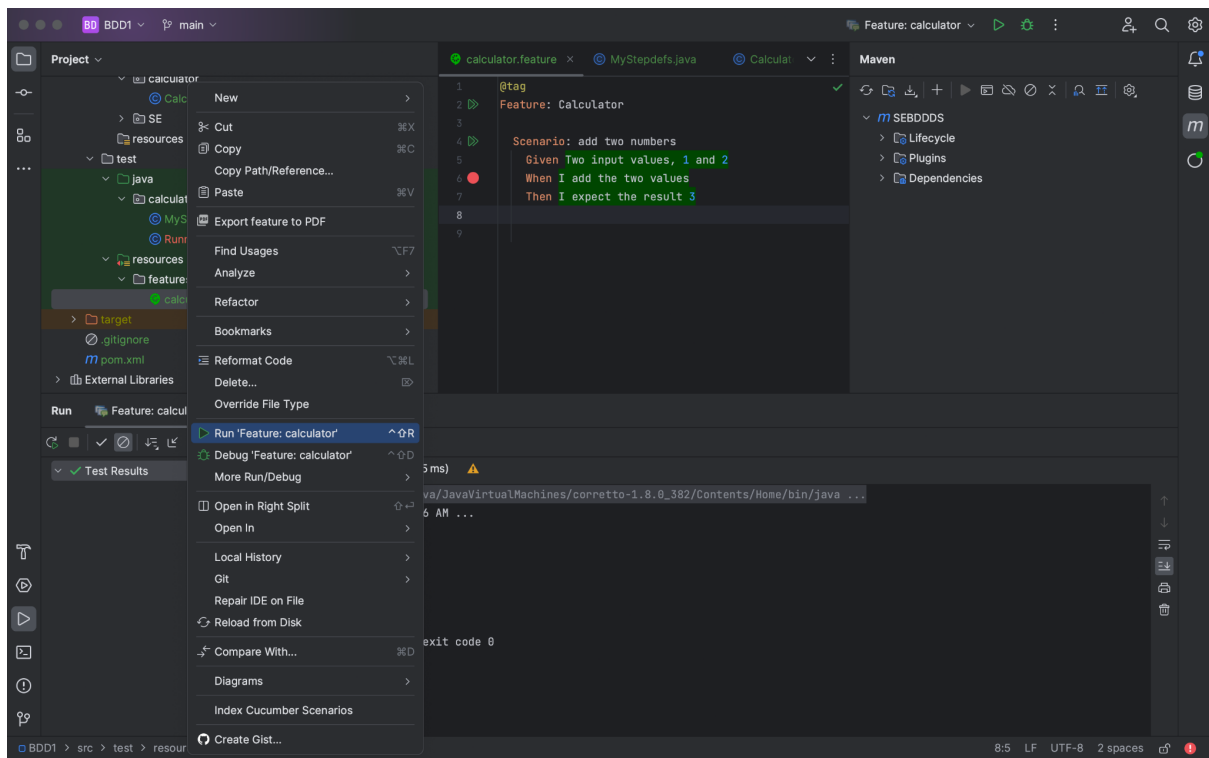 BD BDD1 main Feature: calculator
Project
calculator
Calc
SE
resources
test
java
calculat
MyS
Runr
resources
feature
calcu
target
.gitignore
pom.xml
External Libraries
New
Cut ⌘X
Copy ⌘C
Copy Path/Reference...
Paste ⌘V
Export feature to PDF
Find Usages ⌥F7
Analyze
Refactor
Bookmarks
Reformat Code ⌥⌘L
Delete... ⌦
Override File Type
Run 'Feature: calculator' ^⇧R
Debug 'Feature: calculator' ^⇧D
More Run/Debug
Open in Right Split ⇧↩
Open In
Local History
Git
Repair IDE on File
Reload from Disk
Compare With... ⌘D
Diagrams
Index Cucumber Scenarios
Create Gist...
calculator.feature MyStepdefs.java Calculat
1 @tag
2 Feature: Calculator
3
4 Scenario: add two numbers
5 Given Two input values, 1 and 2
6 When I add the two values
7 Then I expect the result 3
8
9
Maven
m SEBDDDS
Lifecycle
Plugins
Dependencies
Run Feature: calcul
Test Results
5 ms)
va/JavaVirtualMachines/corretto-1.8.0_382/Contents/Home/bin/java ...
6 AM ...
exit code 0
BDD1 > src > test > resour
8:5 LF UTF-8 2 spaces